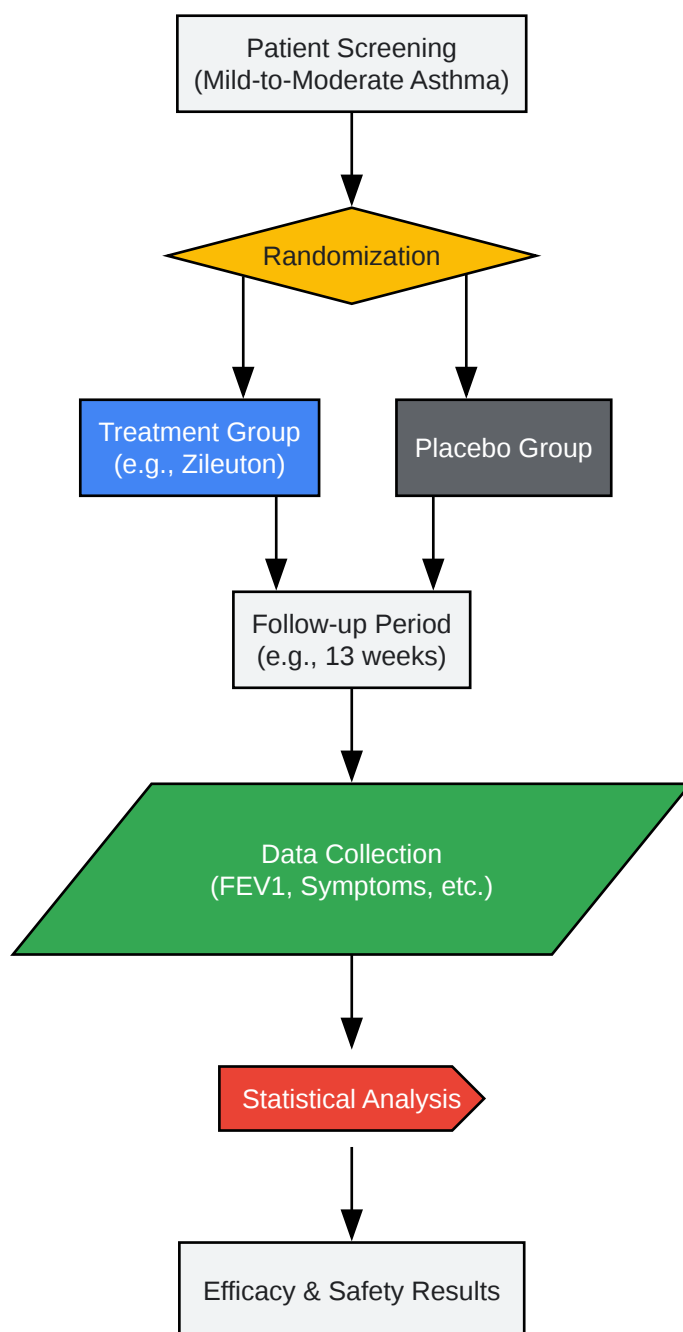 Patient Screening
(Mild-to-Moderate Asthma)
Randomization
Treatment Group
(e.g., Zileuton)
Placebo Group
Follow-up Period
(e.g., 13 weeks)
Data Collection
(FEV1, Symptoms, etc.)
Statistical Analysis
Efficacy & Safety Results